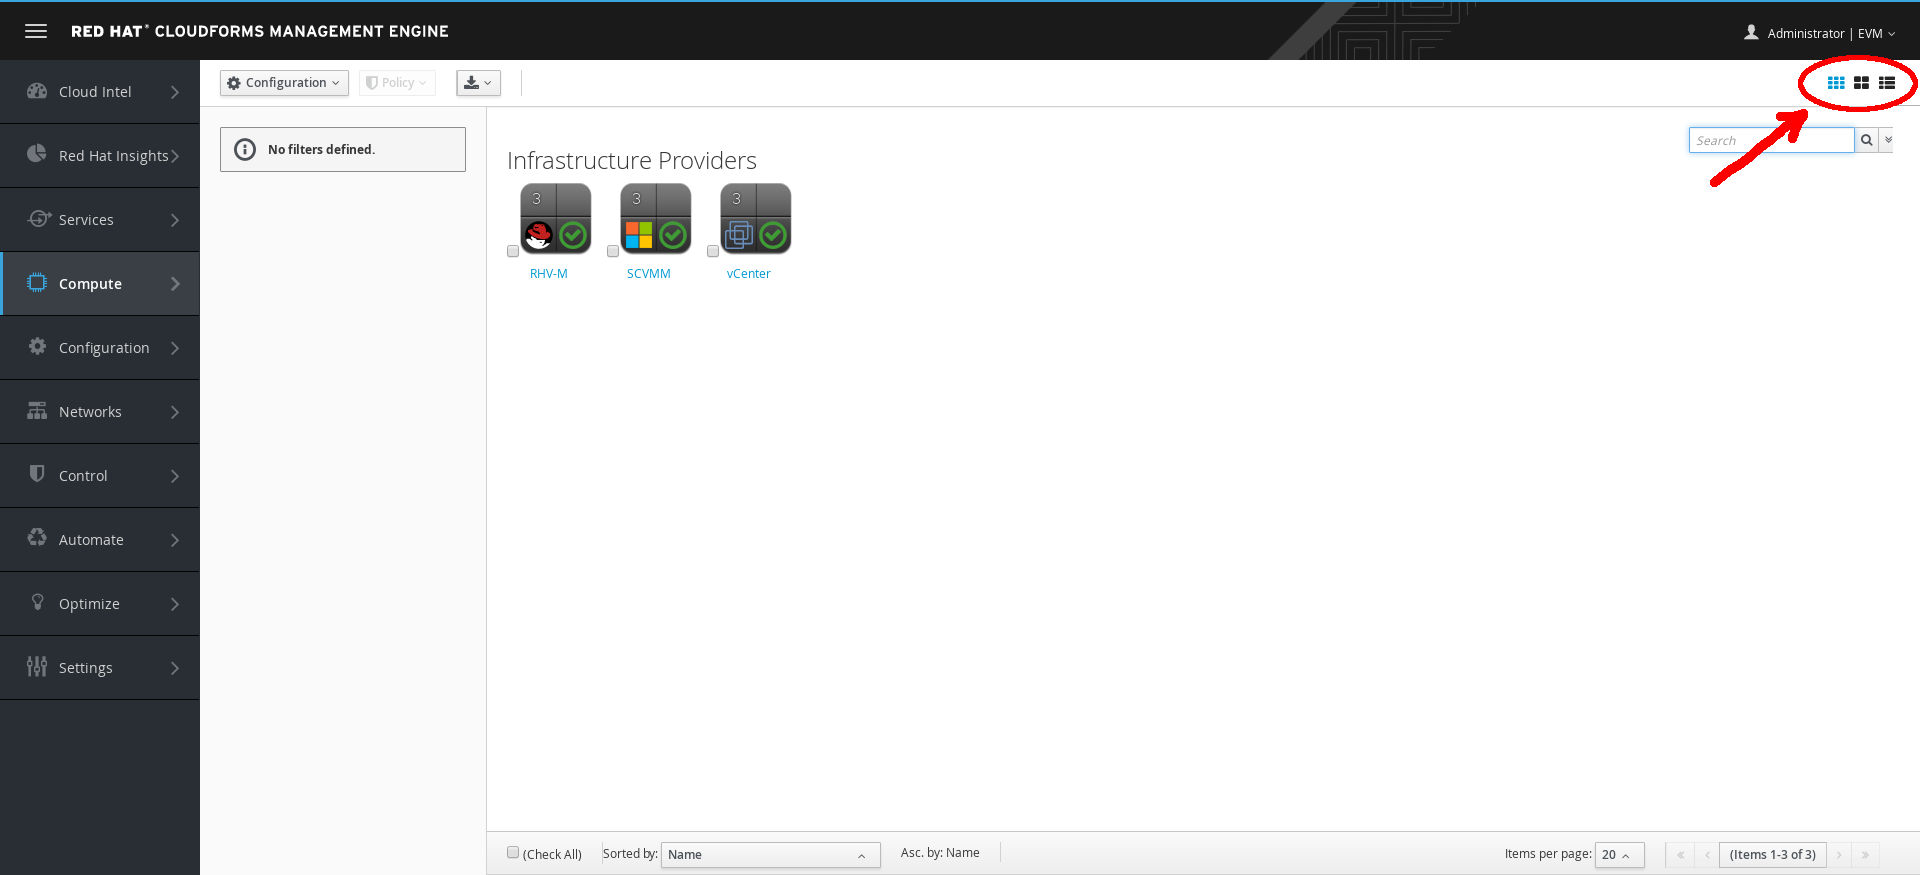 RED HAT® CLOUDFORMS MANAGEMENT ENGINE
Administrator | EVM
Cloud Intel
Red Hat Insights
Services
Compute
Configuration
Networks
Control
Automate
Optimize
Settings
Configuration
Policy
No filters defined.
Search
Infrastructure Providers
3
3
3
RHV-M
SCVMM
vCenter
(Check All)
Sorted by:
Name
Asc. by: Name
Items per page:
20
(Items 1-3 of 3)